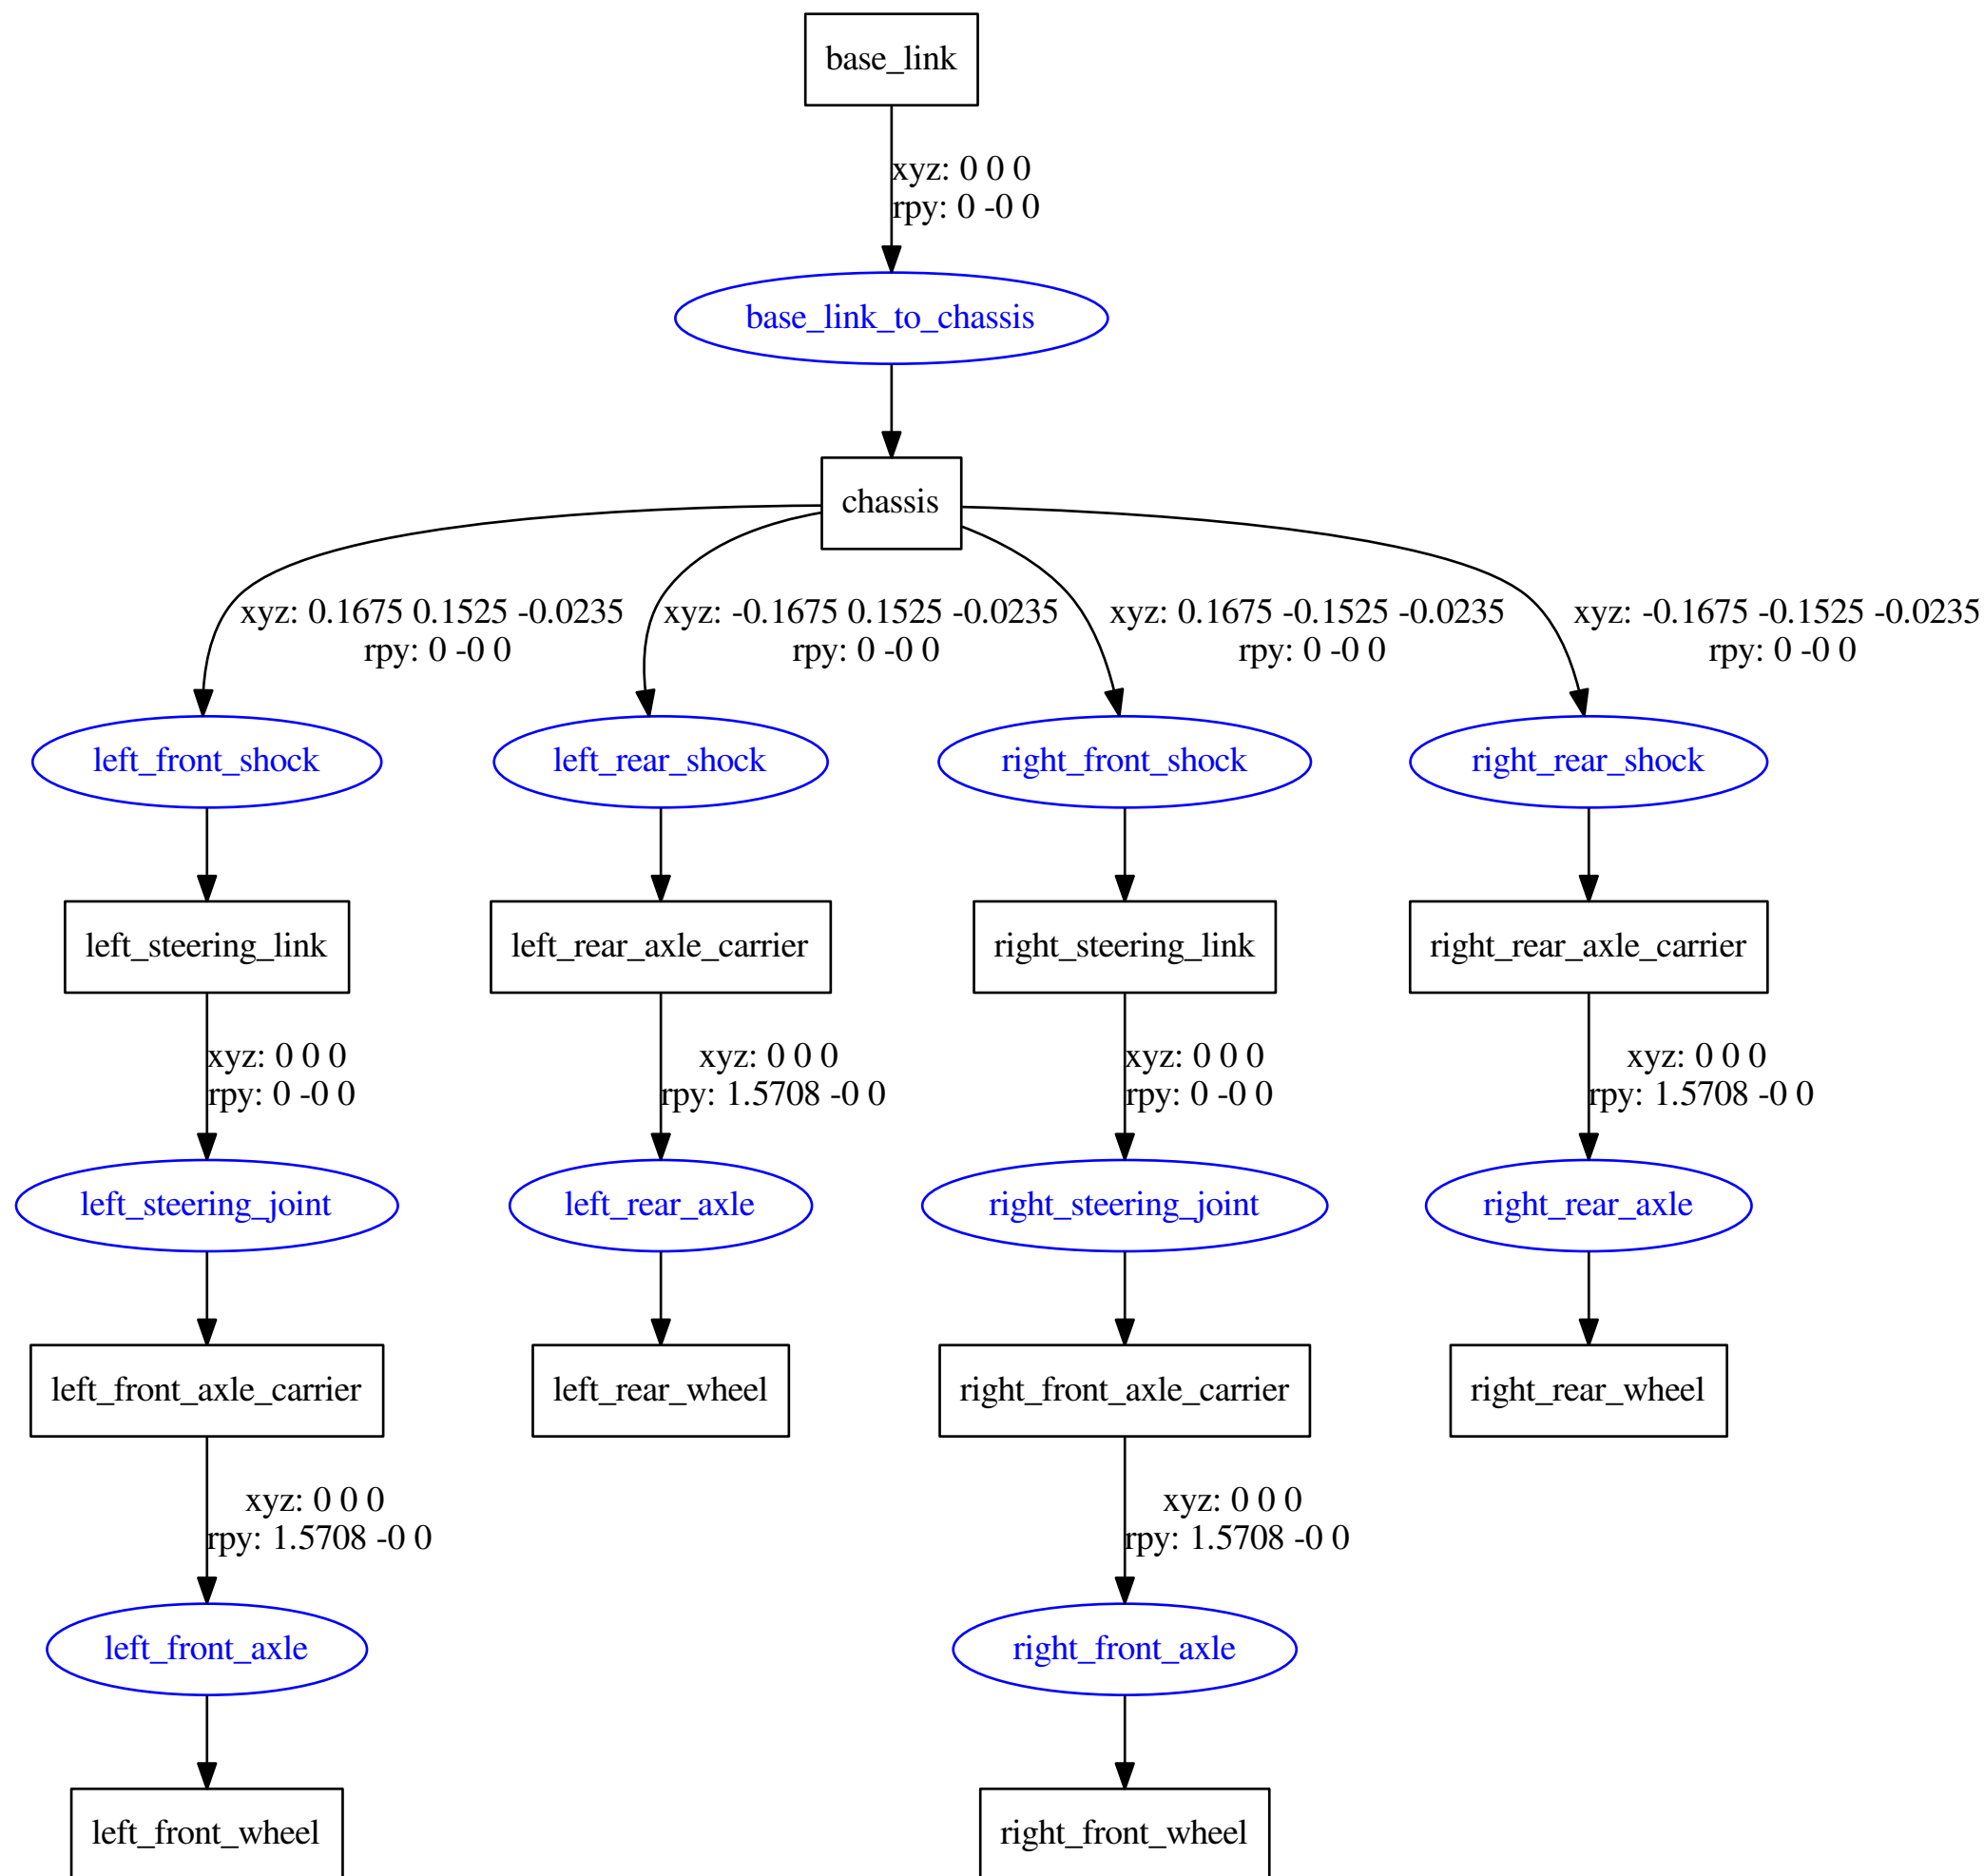 base_link
xyz: 0 0 0
rpy: 0 -0 0
base_link_to_chassis
chassis
xyz: 0.1675 0.1525 -0.0235
rpy: 0 -0 0
xyz: -0.1675 0.1525 -0.0235
rpy: 0 -0 0
xyz: 0.1675 -0.1525 -0.0235
rpy: 0 -0 0
xyz: -0.1675 -0.1525 -0.0235
rpy: 0 -0 0
left_front_shock
left_rear_shock
right_front_shock
right_rear_shock
left_steering_link
left_rear_axle_carrier
right_steering_link
right_rear_axle_carrier
xyz: 0 0 0
rpy: 0 -0 0
xyz: 0 0 0
rpy: 1.5708 -0 0
xyz: 0 0 0
rpy: 0 -0 0
xyz: 0 0 0
rpy: 1.5708 -0 0
left_steering_joint
left_rear_axle
right_steering_joint
right_rear_axle
left_front_axle_carrier
left_rear_wheel
right_front_axle_carrier
right_rear_wheel
xyz: 0 0 0
rpy: 1.5708 -0 0
xyz: 0 0 0
rpy: 1.5708 -0 0
left_front_axle
right_front_axle
left_front_wheel
right_front_wheel